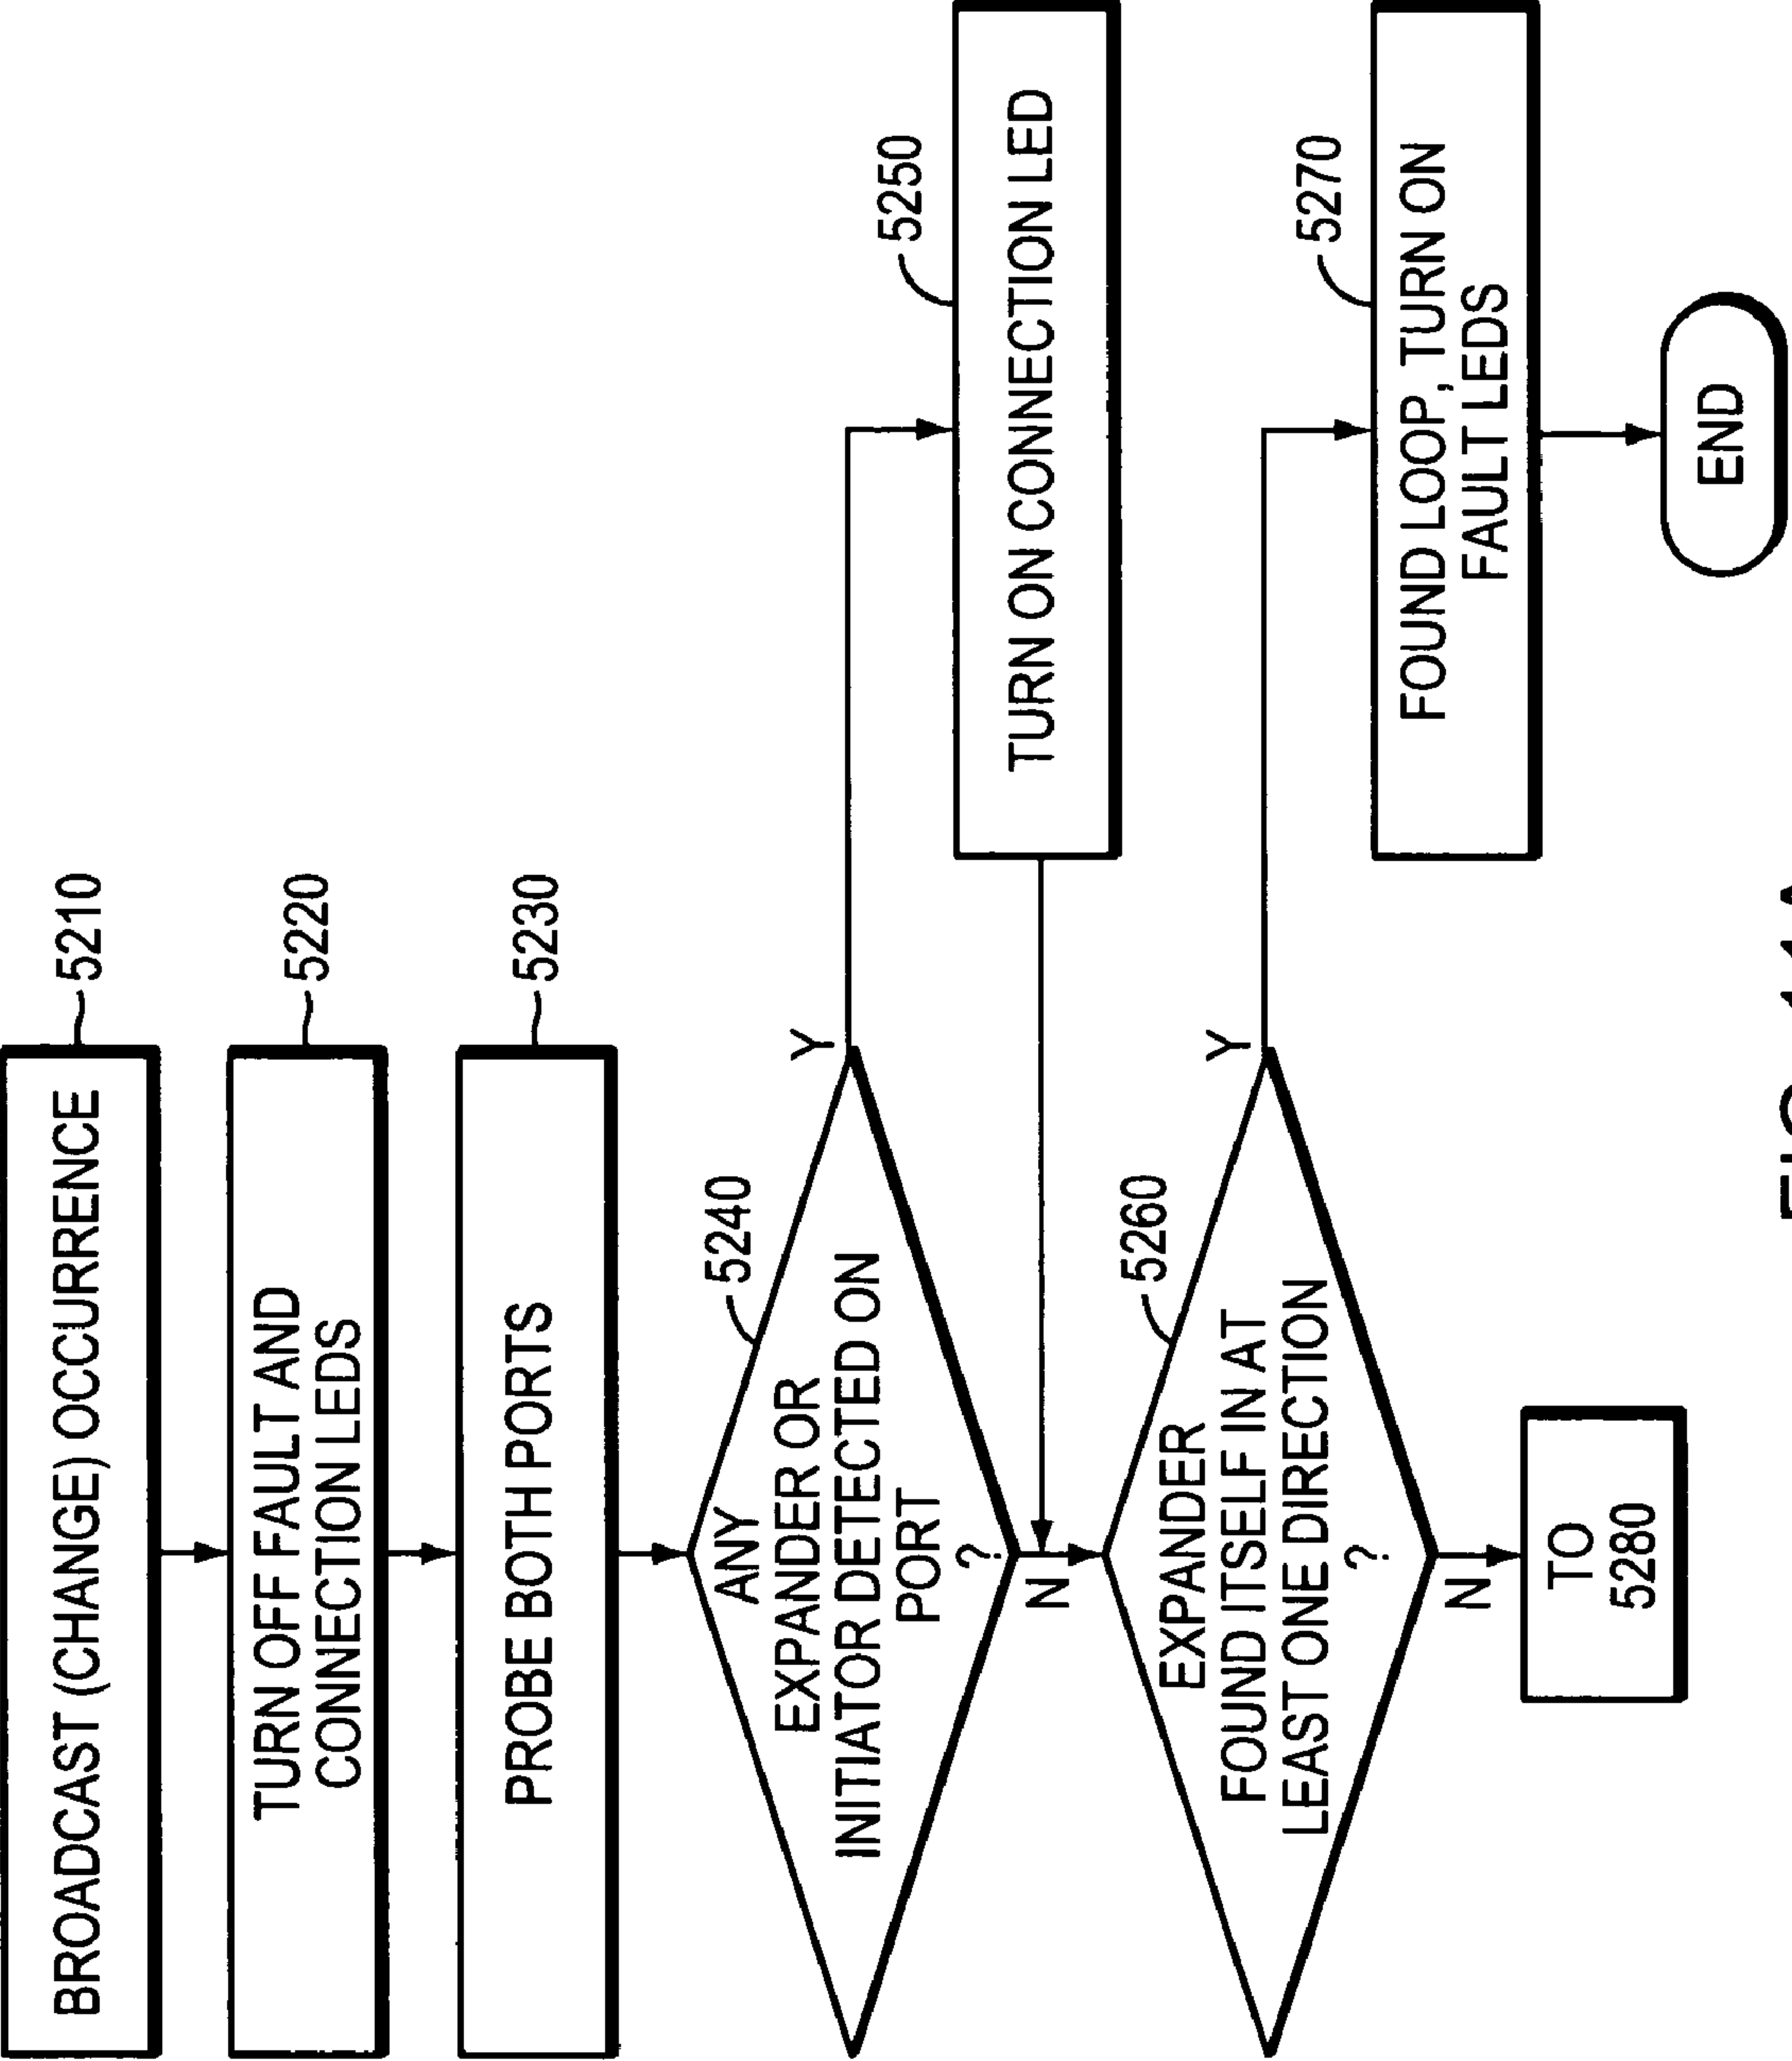 BROADCAST (CHANGE) OCCURRENCE
5210
TURN OFF FAULT AND
CONNECTION LEDS
5220
PROBE BOTH PORTS
5230
ANY
EXPANDER OR
INITIATOR DETECTED ON
PORT
?
5240
Y
N
TURN ON CONNECTION LED
5250
EXPANDER
FOUND ITSELF IN AT
LEAST ONE DIRECTION
?
5260
Y
N
FOUND LOOP, TURN ON
FAULT LEDS
5270
TO
5280
END